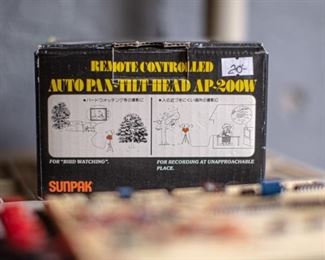 REMOTE CONTROLLED
20-
AUTO PAN-TILT-HEAD AP-200W
FOR "BIRD WATCHING".
FOR RECORDING AT UNAPPROACHABLE
PLACE.
SUNPAK